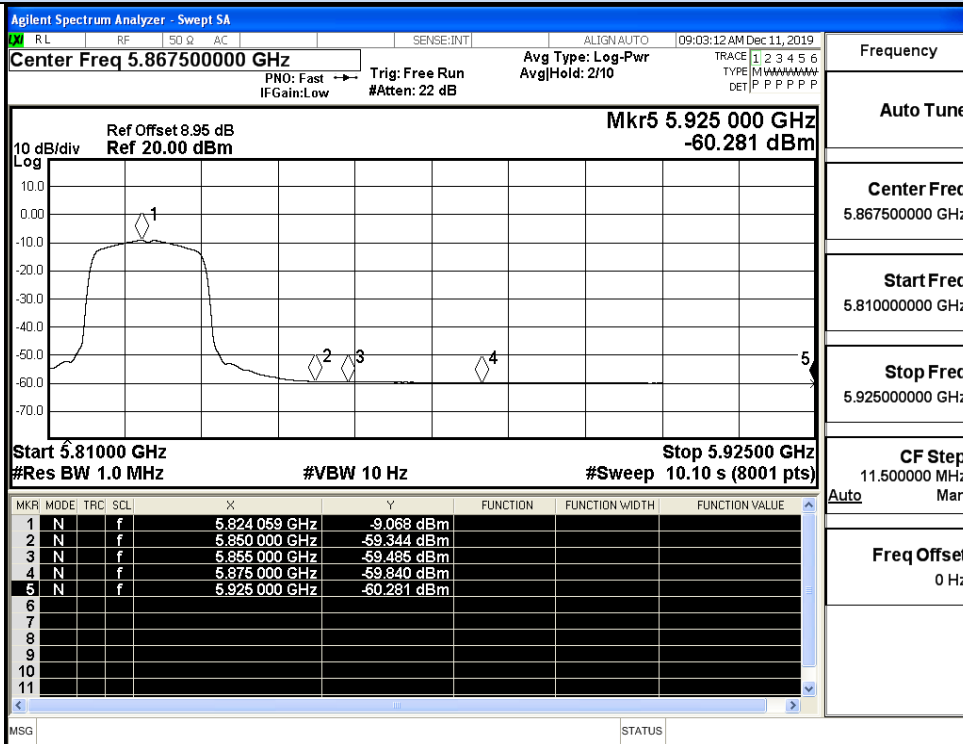 Agilent Spectrum Analyzer - Swept SA
LXI RL RF 50 Ω AC SENSE:INT ALIGNAUTO 09:03:12 AM Dec 11, 2019
Center Freq 5.867500000 GHz
PNO: Fast
IFGain:Low
Trig: Free Run
#Atten: 22 dB
Avg Type: Log-Pwr
Avg|Hold: 2/10
TRACE 1 2 3 4 5 6
TYPE MWWWWW
DET P P P P P P
Mkr5 5.925 000 GHz
-60.281 dBm
Ref Offset 8.95 dB
10 dB/div Ref 20.00 dBm
Log
10.0
0.00
-10.0
-20.0
-30.0
-40.0
-50.0
-60.0
-70.0
1
2
3
4
5
Start 5.81000 GHz Stop 5.92500 GHz
#Res BW 1.0 MHz #VBW 10 Hz #Sweep 10.10 s (8001 pts)
MKR MODE TRC SCL X Y FUNCTION FUNCTION WIDTH FUNCTION VALUE
1 N f 5.824 059 GHz -9.068 dBm
2 N f 5.850 000 GHz -59.344 dBm
3 N f 5.855 000 GHz -59.485 dBm
4 N f 5.875 000 GHz -59.840 dBm
5 N f 5.925 000 GHz -60.281 dBm
6
7
8
9
10
11
MSG STATUS
Frequency
Auto Tune
Center Freq
5.867500000 GHz
Start Freq
5.810000000 GHz
Stop Freq
5.925000000 GHz
CF Step
11.500000 MHz
Auto Man
Freq Offset
0 Hz